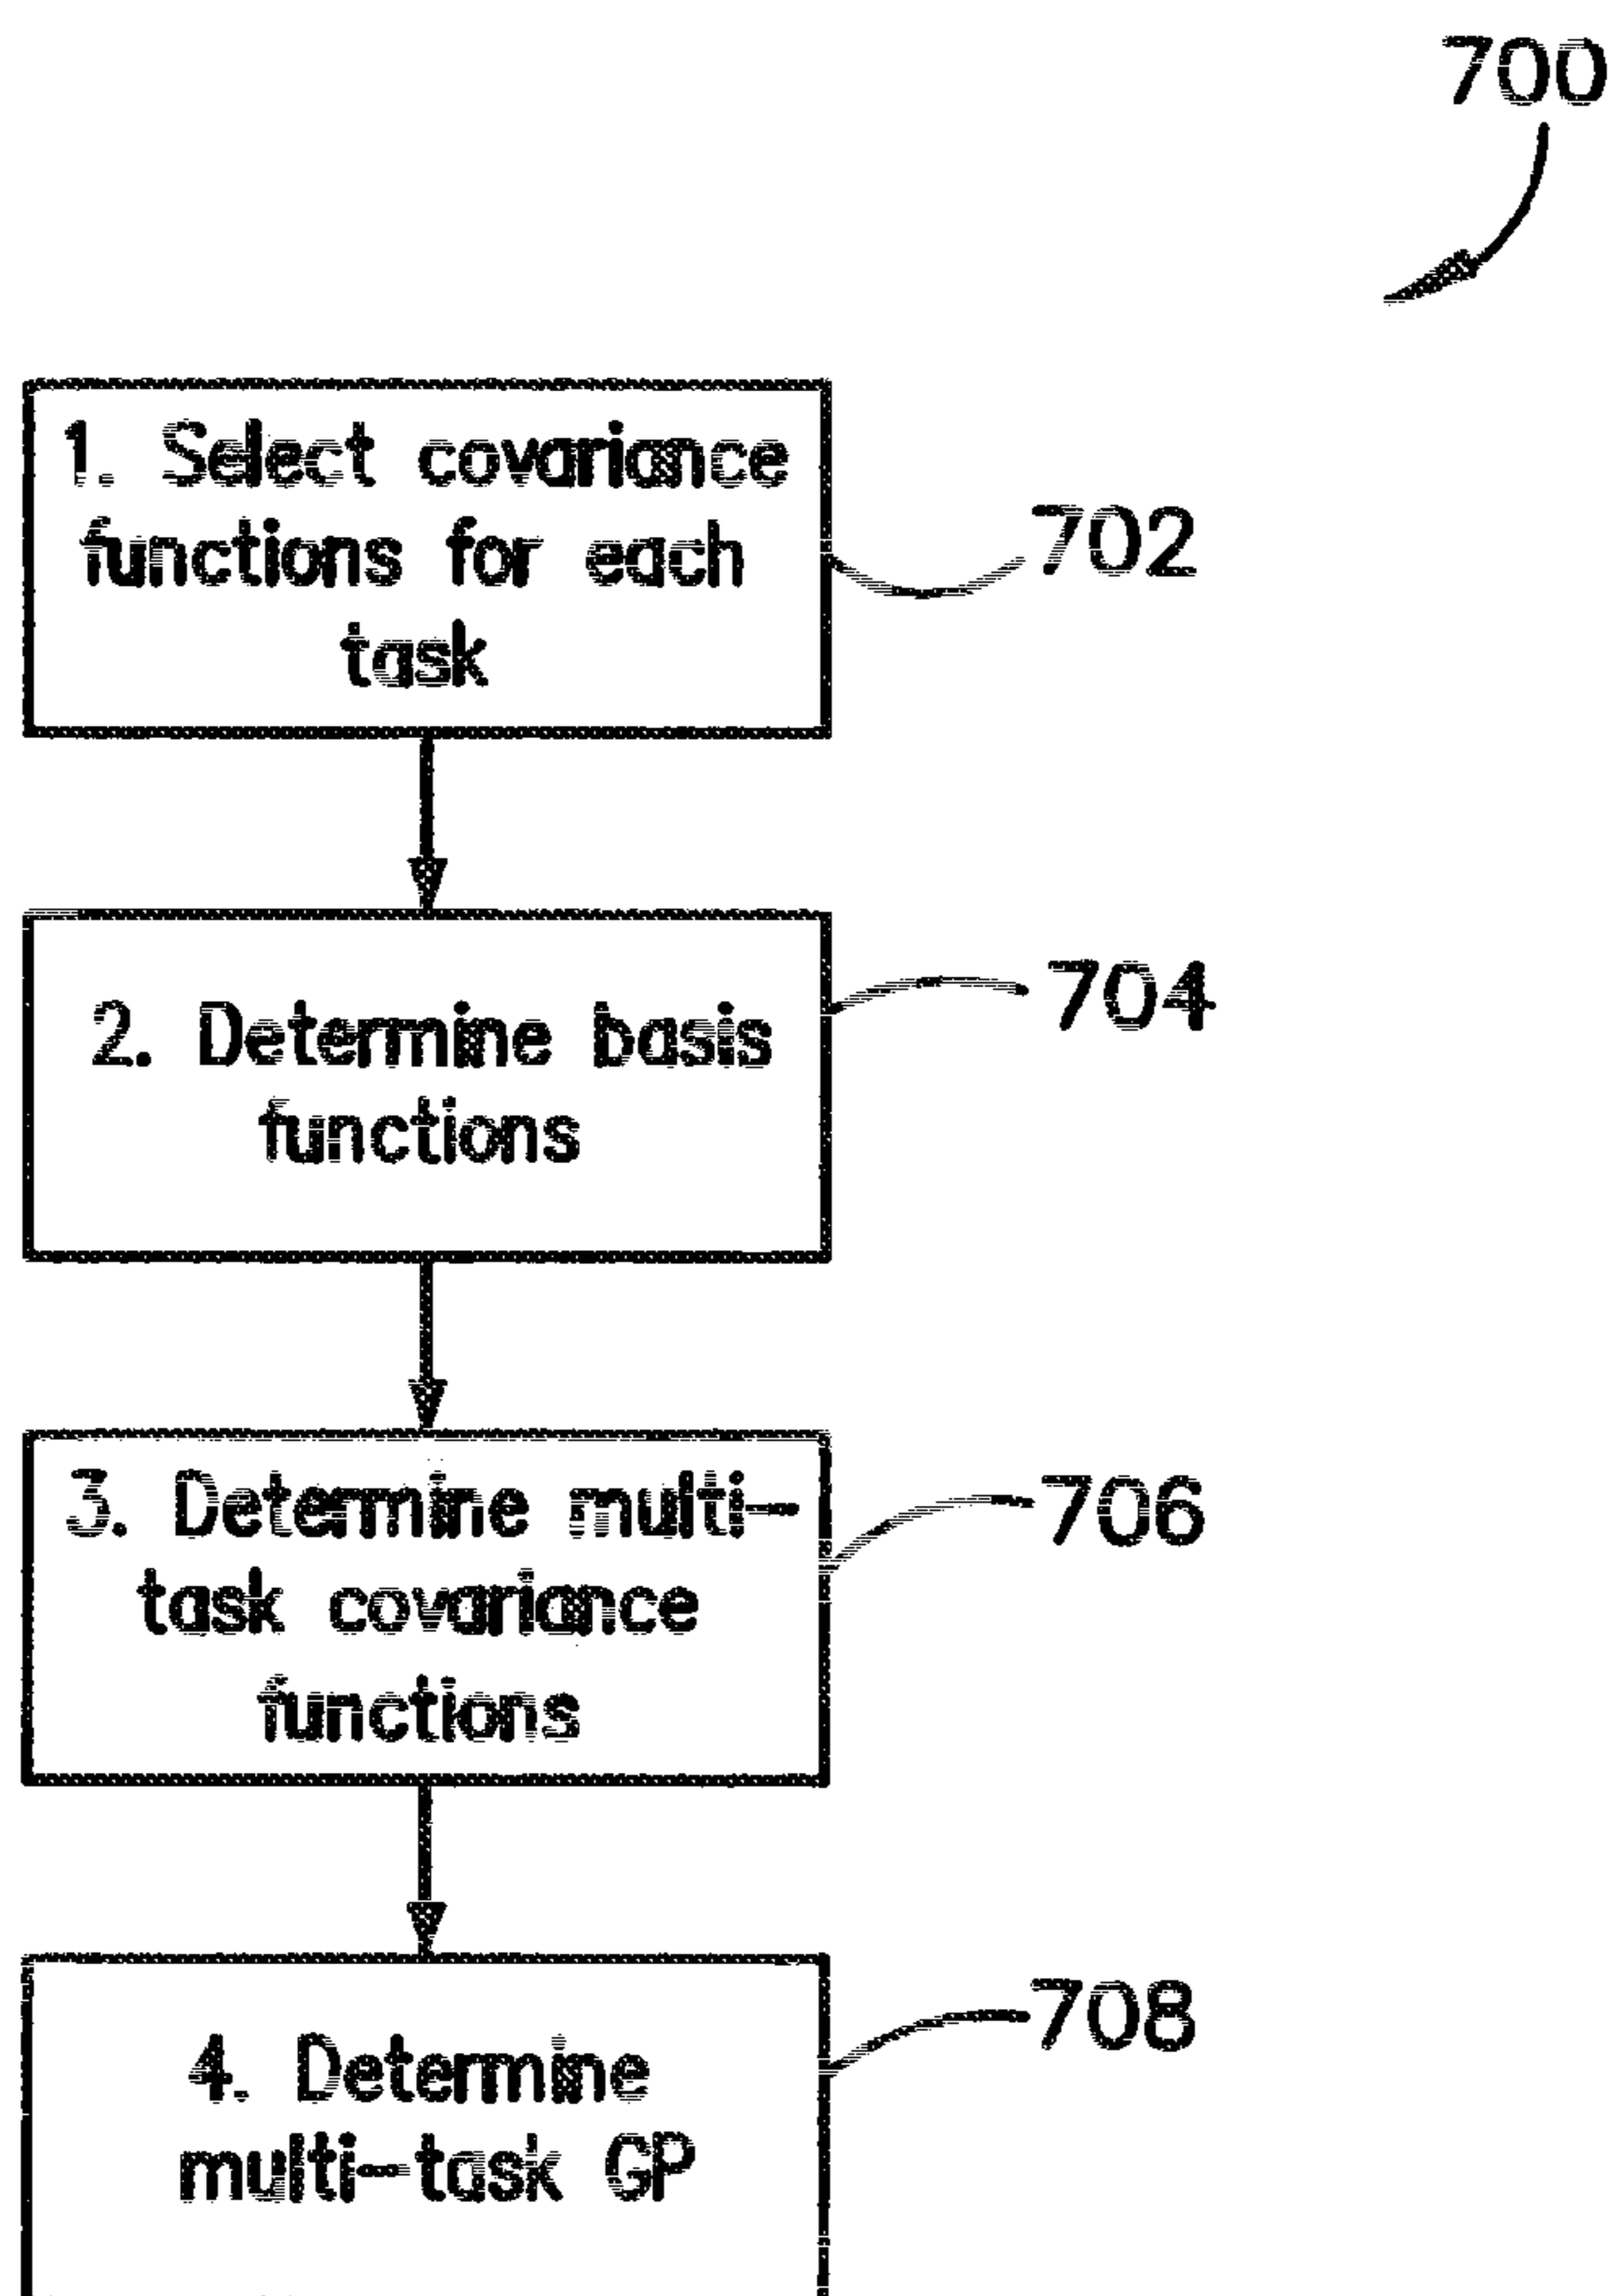 700
1. Select covariance
functions for each
task
702
2. Determine basis
functions
704
3. Determine multi-
task covariance
functions
706
4. Determine
multi-task GP
708